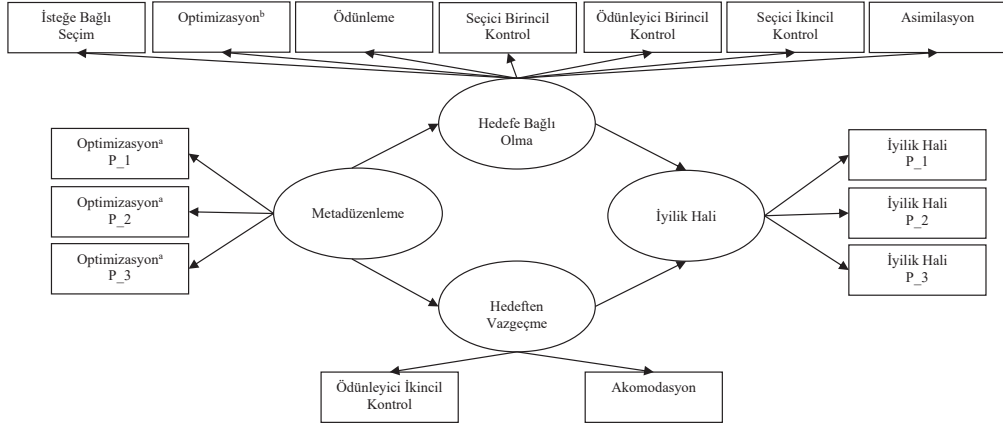 İsteğe Bağlı
Seçim
Optimizasyonᵇ
Ödünleme
Seçici Birincil
Kontrol
Ödünleyici Birincil
Kontrol
Seçici İkincil
Kontrol
Asimilasyon
Hedefe Bağlı
Olma
Optimizasyonᵃ
P_1
Optimizasyonᵃ
P_2
Optimizasyonᵃ
P_3
Metadüzenleme
İyilik Hali
İyilik Hali
P_1
İyilik Hali
P_2
İyilik Hali
P_3
Hedeften
Vazgeçme
Ödünleyici İkincil
Kontrol
Akomodasyon